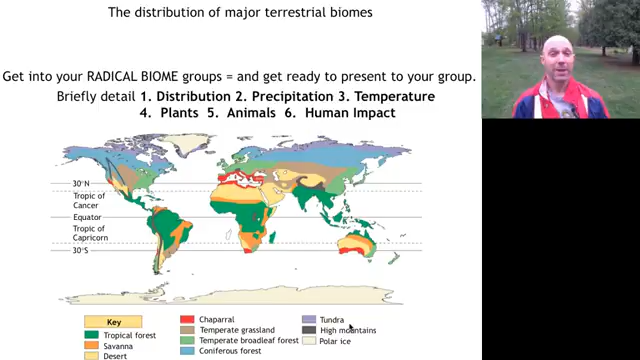 The distribution of major terrestrial biomes
Get into your RADICAL BIOME groups = and get ready to present to your group.
Briefly detail 1. Distribution 2. Precipitation 3. Temperature
4. Plants 5. Animals 6. Human Impact
30°N
Tropic of
Cancer
Equator
Tropic of
Capricorn
30°S
Key
Tropical forest
Savanna
Desert
Chaparral
Temperate grassland
Temperate broadleaf forest
Coniferous forest
Tundra
High mountains
Polar ice